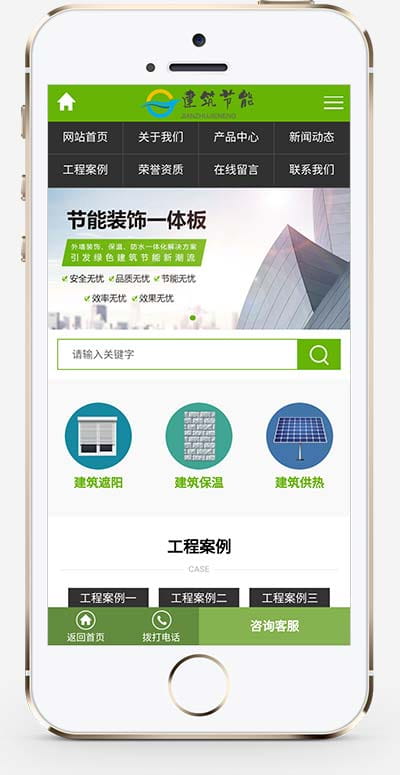 建筑节能
JIANZHUJIENENG
网站首页 关于我们 产品中心 新闻动态
工程案例 荣誉资质 在线留言 联系我们
节能装饰一体板
外墙装饰、保温、防水一体化解决方案
引发绿色建筑节能新潮流
安全无忧 品质无忧 节能无忧
效率无忧 效果无忧
请输入关键字
建筑遮阳 建筑保温 建筑供热
工程案例
CASE
工程案例一 工程案例二 工程案例三
返回首页 拨打电话 咨询客服